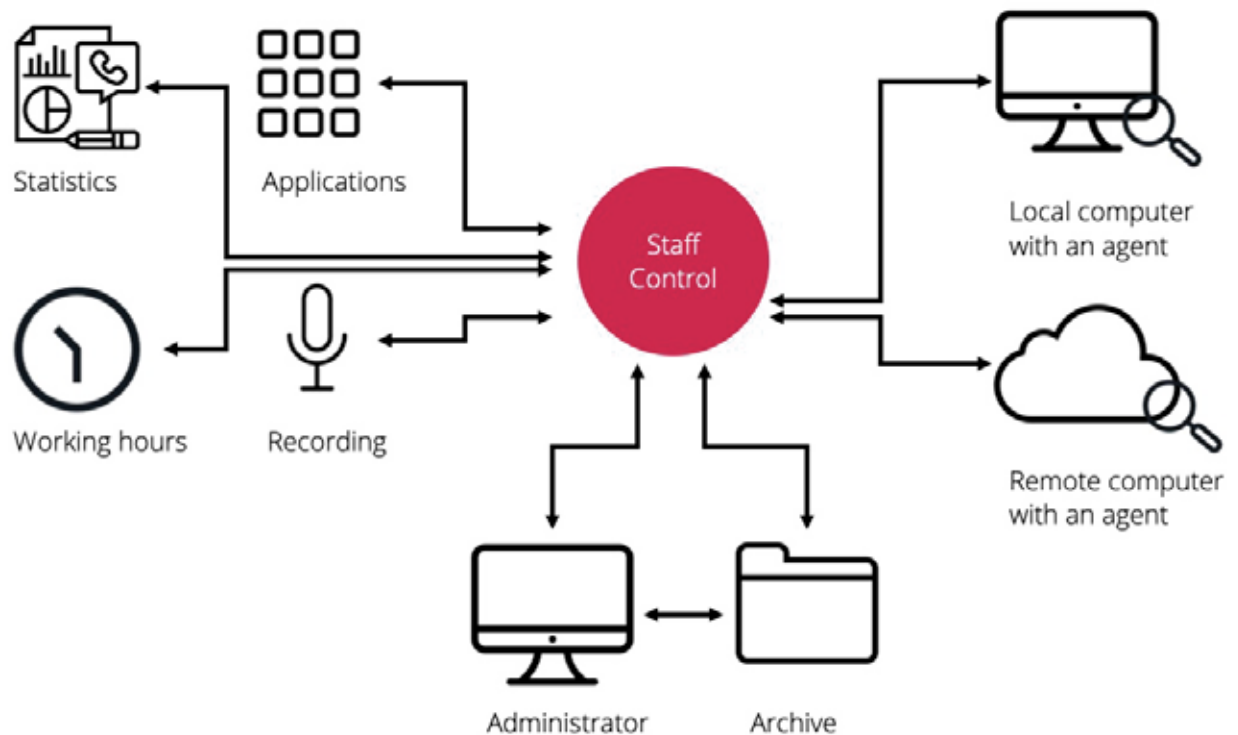 Statistics
Applications
Staff
Control
Local computer
with an agent
Working hours
Recording
Remote computer
with an agent
Administrator
Archive